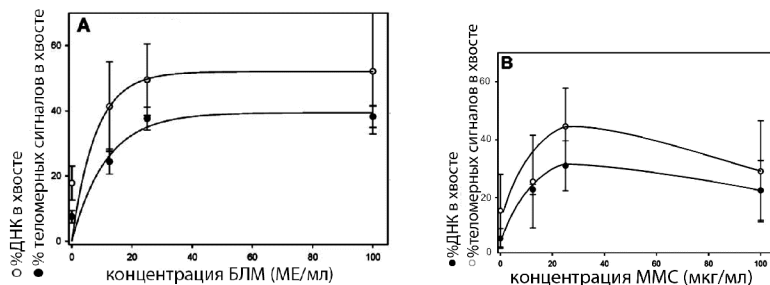 A
○ %ДНК в хвосте
● % теломерных сигналов в хвосте
60
40
20
0
0 20 40 60 80 100
концентрация БЛМ (МЕ/мл)
B
● %ДНК в хвосте
○ %теломерных сигналов в хвосте
60
40
20
0
0 20 40 60 80 100
концентрация ММС (мкг/мл)